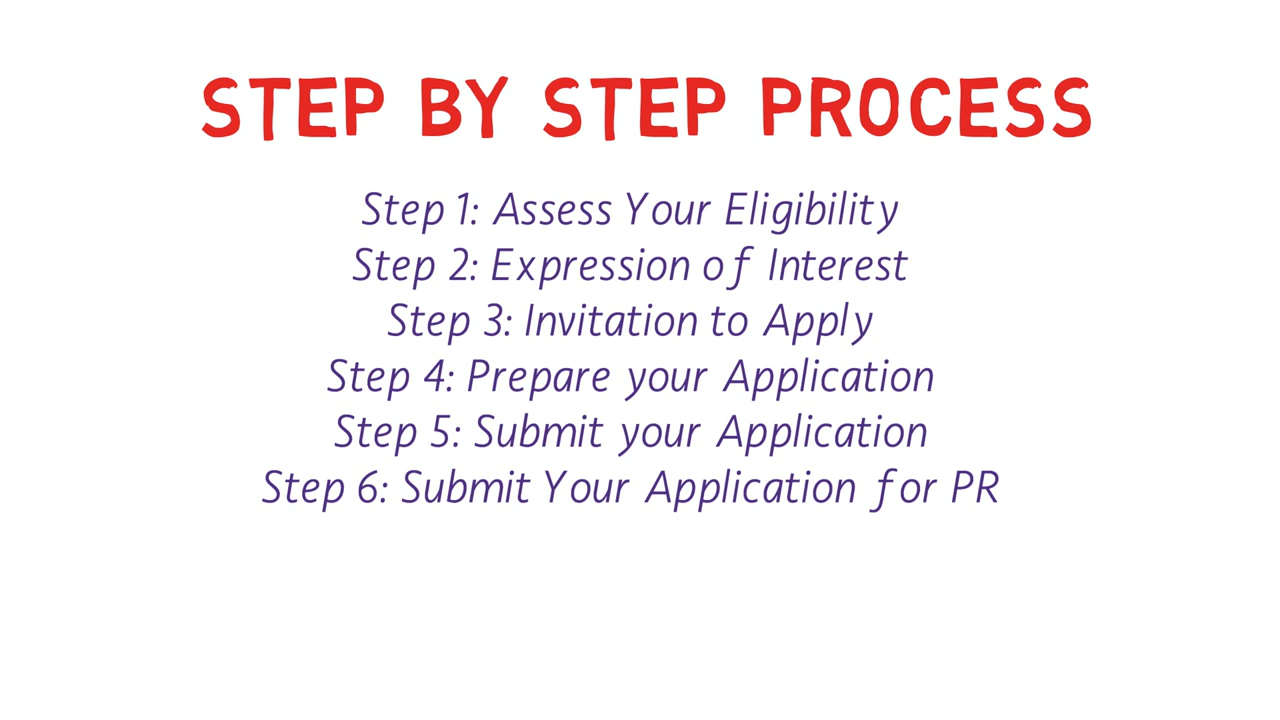 STEP BY STEP PROCESS
Step 1: Assess Your Eligibility
Step 2: Expression of Interest
Step 3: Invitation to Apply
Step 4: Prepare your Application
Step 5: Submit your Application
Step 6: Submit Your Application for PR